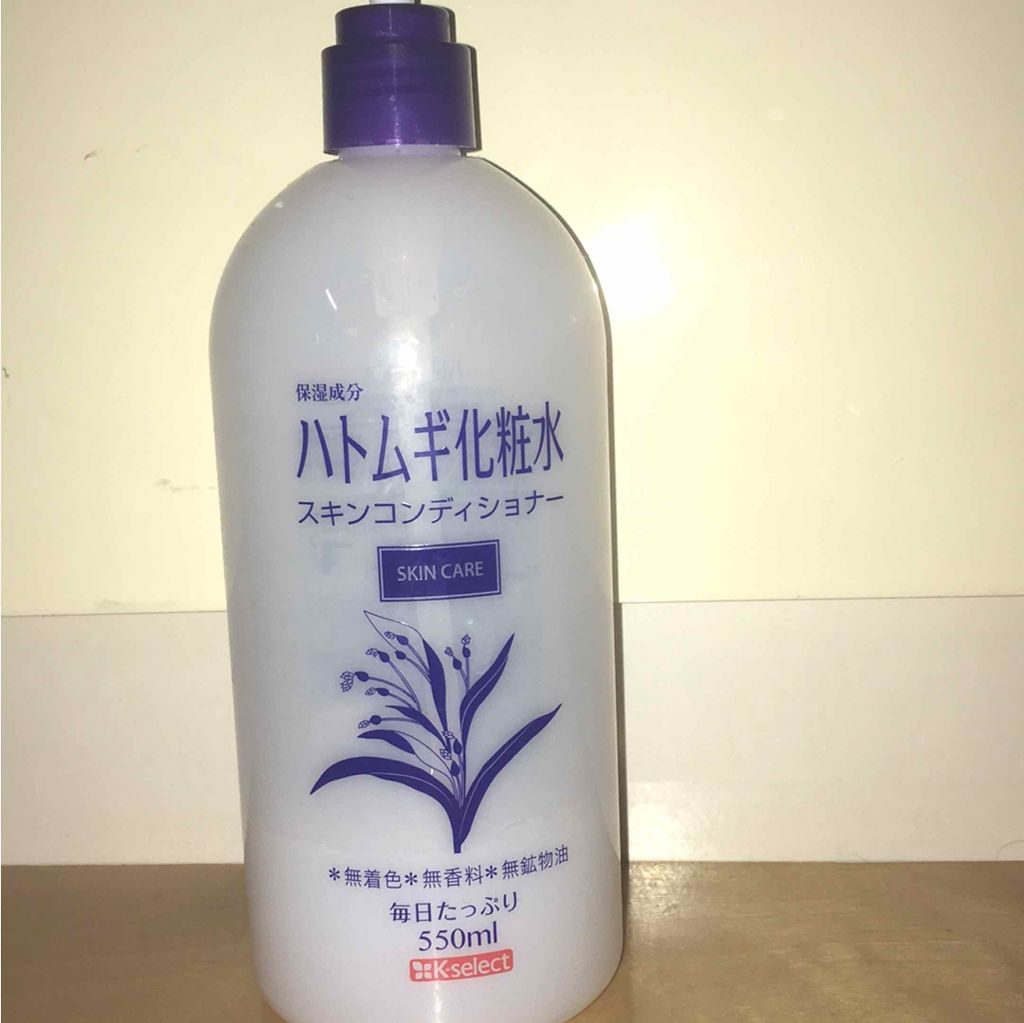 保湿成分
ハトムギ化粧水
スキンコンディショナー
SKIN CARE
*無着色*無香料*無鉱物油
毎日たっぷり
550ml
K-select